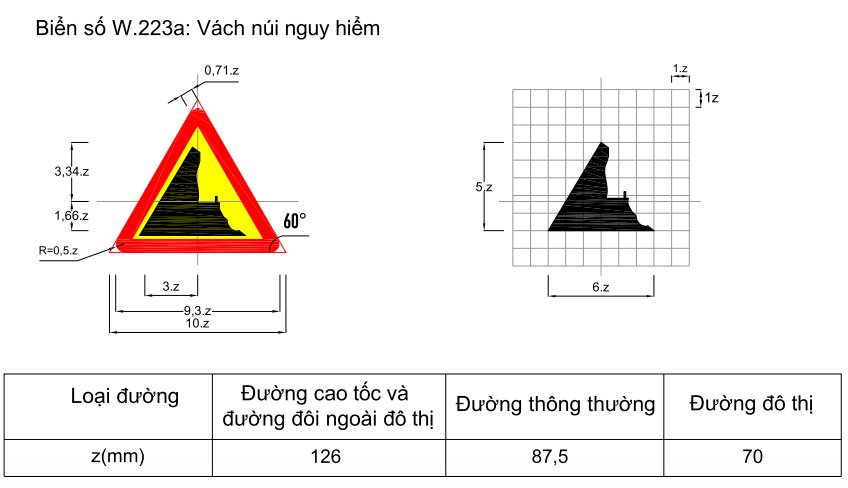 Biển số W.223a: Vách núi nguy hiểm
0,71.z
1.z
1z
3,34.z
5.z
1,66.z
60°
R=0,5.z
3.z
6.z
9,3.z
10.z
Loại đường
Đường cao tốc và
đường đôi ngoài đô thị
Đường thông thường
Đường đô thị
z(mm)
126
87,5
70